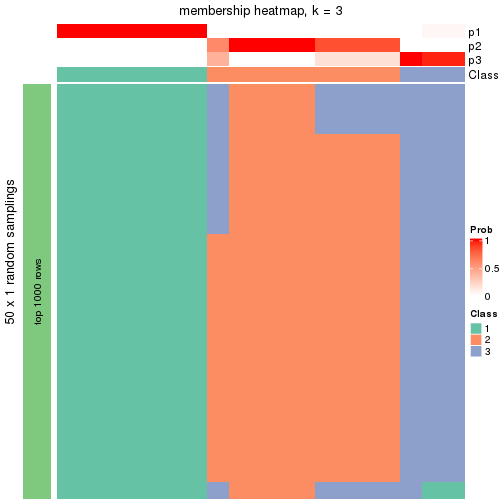 membership heatmap, k = 3
p1
p2
p3
Class
50 x 1 random samplings
top 1000 rows
Prob
1
0.5
0
Class
1
2
3